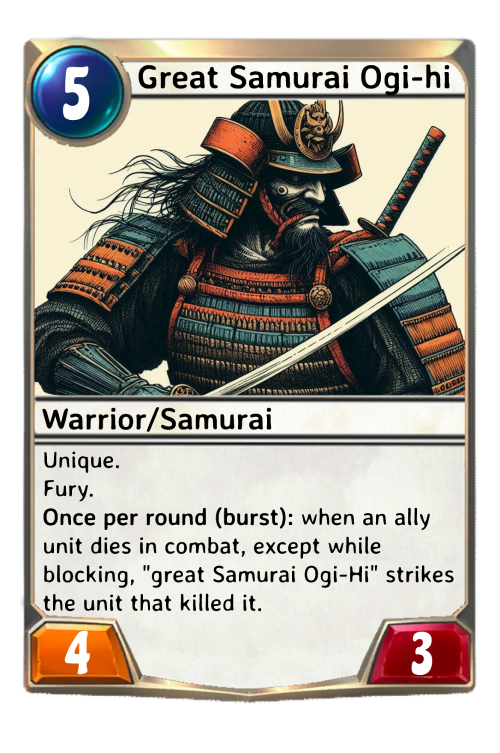 5
Great Samurai Ogi-hi
Warrior/Samurai
Unique.
Fury.
Once per round (burst): when an ally
unit dies in combat, except while
blocking, "great Samurai Ogi-Hi" strikes
the unit that killed it.
4
3